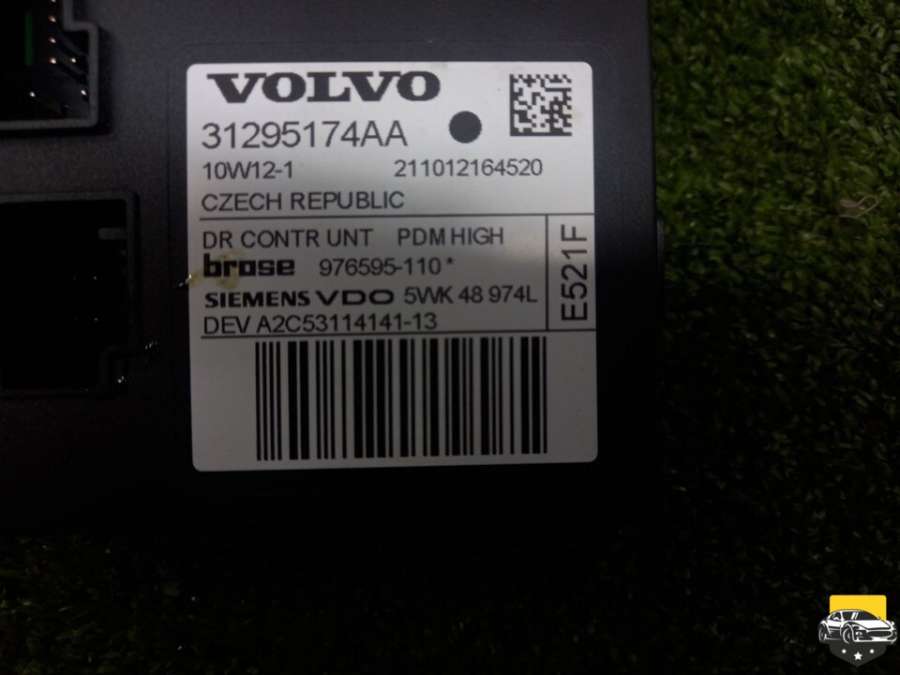 VOLVO
31295174AA
10W12-1 211012164520
CZECH REPUBLIC
DR CONTR UNT PDM HIGH
brose 976595-110*
SIEMENS VDO 5WK 48 974L
DEV A2C53114141-13
E521F